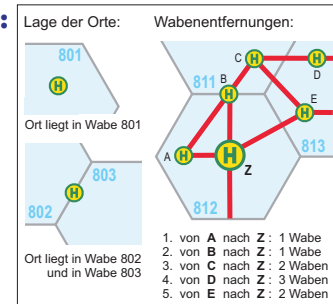 :
Lage der Orte:
801
H
Ort liegt in Wabe 801
803
H
802
Ort liegt in Wabe 802
und in Wabe 803
Wabenentfernungen:
C H
H
D
811 B
H
E
H
A H
H
Z
813
812
1. von A nach Z : 1 Wabe
2. von B nach Z : 1 Wabe
3. von C nach Z : 2 Waben
4. von D nach Z : 3 Waben
5. von E nach Z : 2 Waben